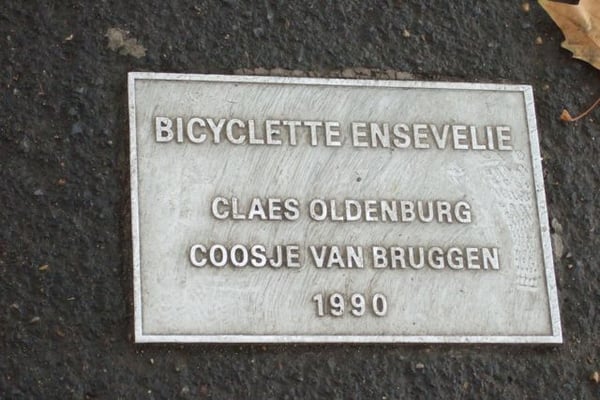 BICYCLETTE ENSEVELIE
CLAES OLDENBURG
COOSJE VAN BRUGGEN
1990